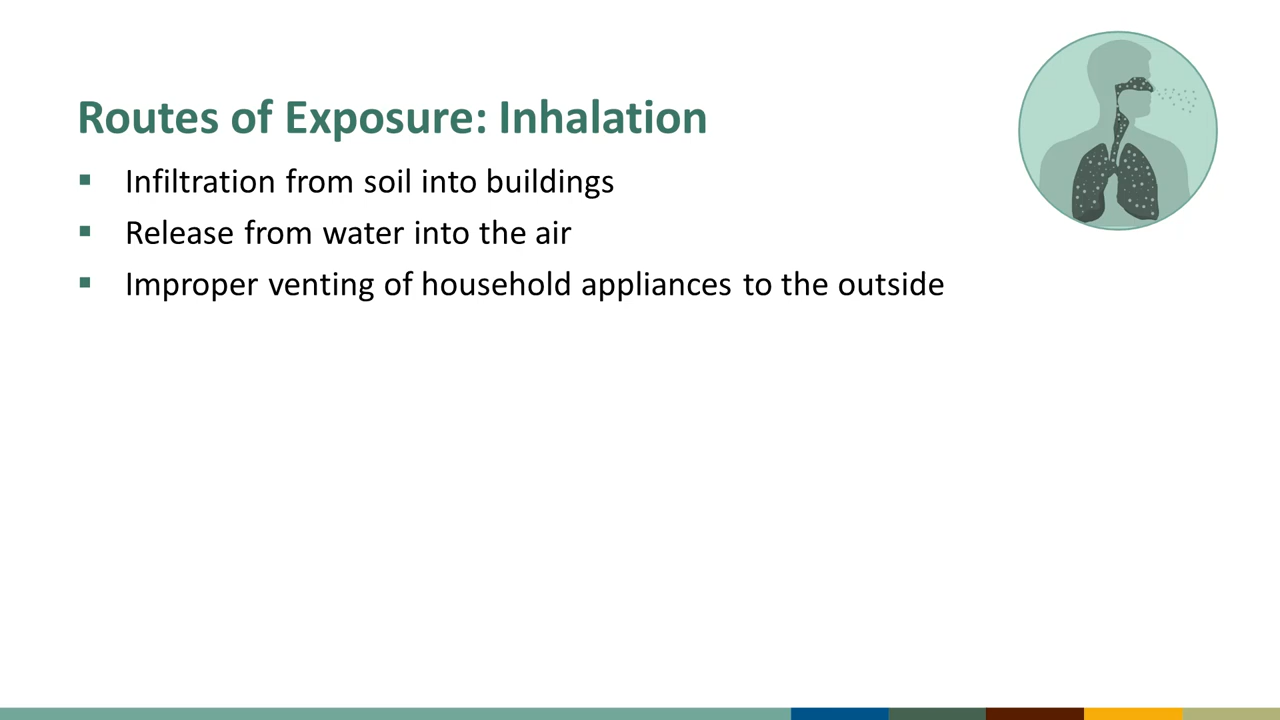 Routes of Exposure: Inhalation
▪ Infiltration from soil into buildings
▪ Release from water into the air
▪ Improper venting of household appliances to the outside